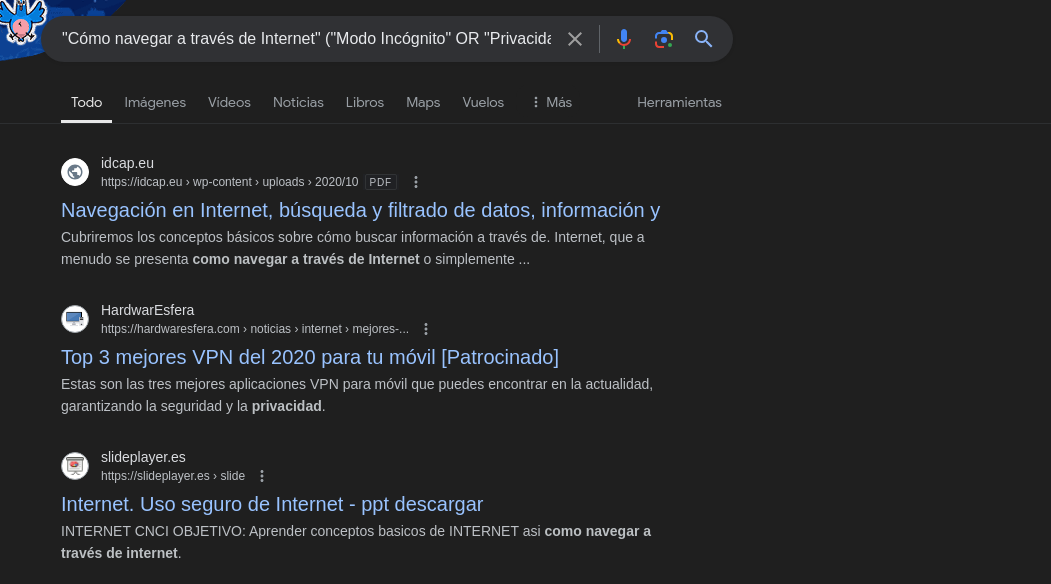 "Cómo navegar a través de Internet" ("Modo Incógnito" OR "Privacida
Todo Imágenes Vídeos Noticias Libros Maps Vuelos Más Herramientas
idcap.eu
https://idcap.eu › wp-content › uploads › 2020/10 PDF
Navegación en Internet, búsqueda y filtrado de datos, información y
Cubriremos los conceptos básicos sobre cómo buscar información a través de. Internet, que a
menudo se presenta como navegar a través de Internet o simplemente ...
HardwarEsfera
https://hardwaresfera.com › noticias › internet › mejores-...
Top 3 mejores VPN del 2020 para tu móvil [Patrocinado]
Estas son las tres mejores aplicaciones VPN para móvil que puedes encontrar en la actualidad,
garantizando la seguridad y la privacidad.
slideplayer.es
https://slideplayer.es › slide
Internet. Uso seguro de Internet - ppt descargar
INTERNET CNCI OBJETIVO: Aprender conceptos basicos de INTERNET asi como navegar a
través de internet.